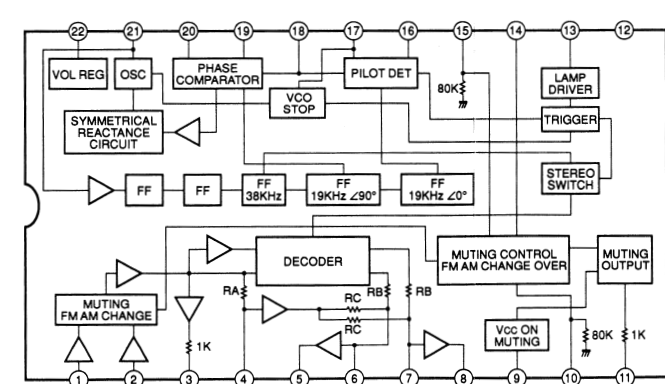 22 21 20 19 18 17 16 15 14 13 12
VOL REG
OSC
PHASE
COMPARATOR
PILOT DET
LAMP
DRIVER
80K
VCO
STOP
TRIGGER
SYMMETRICAL
REACTANCE
CIRCUIT
FF
FF
FF
38KHz
FF
19KHz ∠90°
FF
19KHz ∠0°
STEREO
SWITCH
DECODER
MUTING CONTROL
FM AM CHANGE OVER
MUTING
OUTPUT
MUTING
FM AM CHANGE
RA
RB
RB
RC
RC
1K
Vcc ON
MUTING
80K
1K
1 2 3 4 5 6 7 8 9 10 11